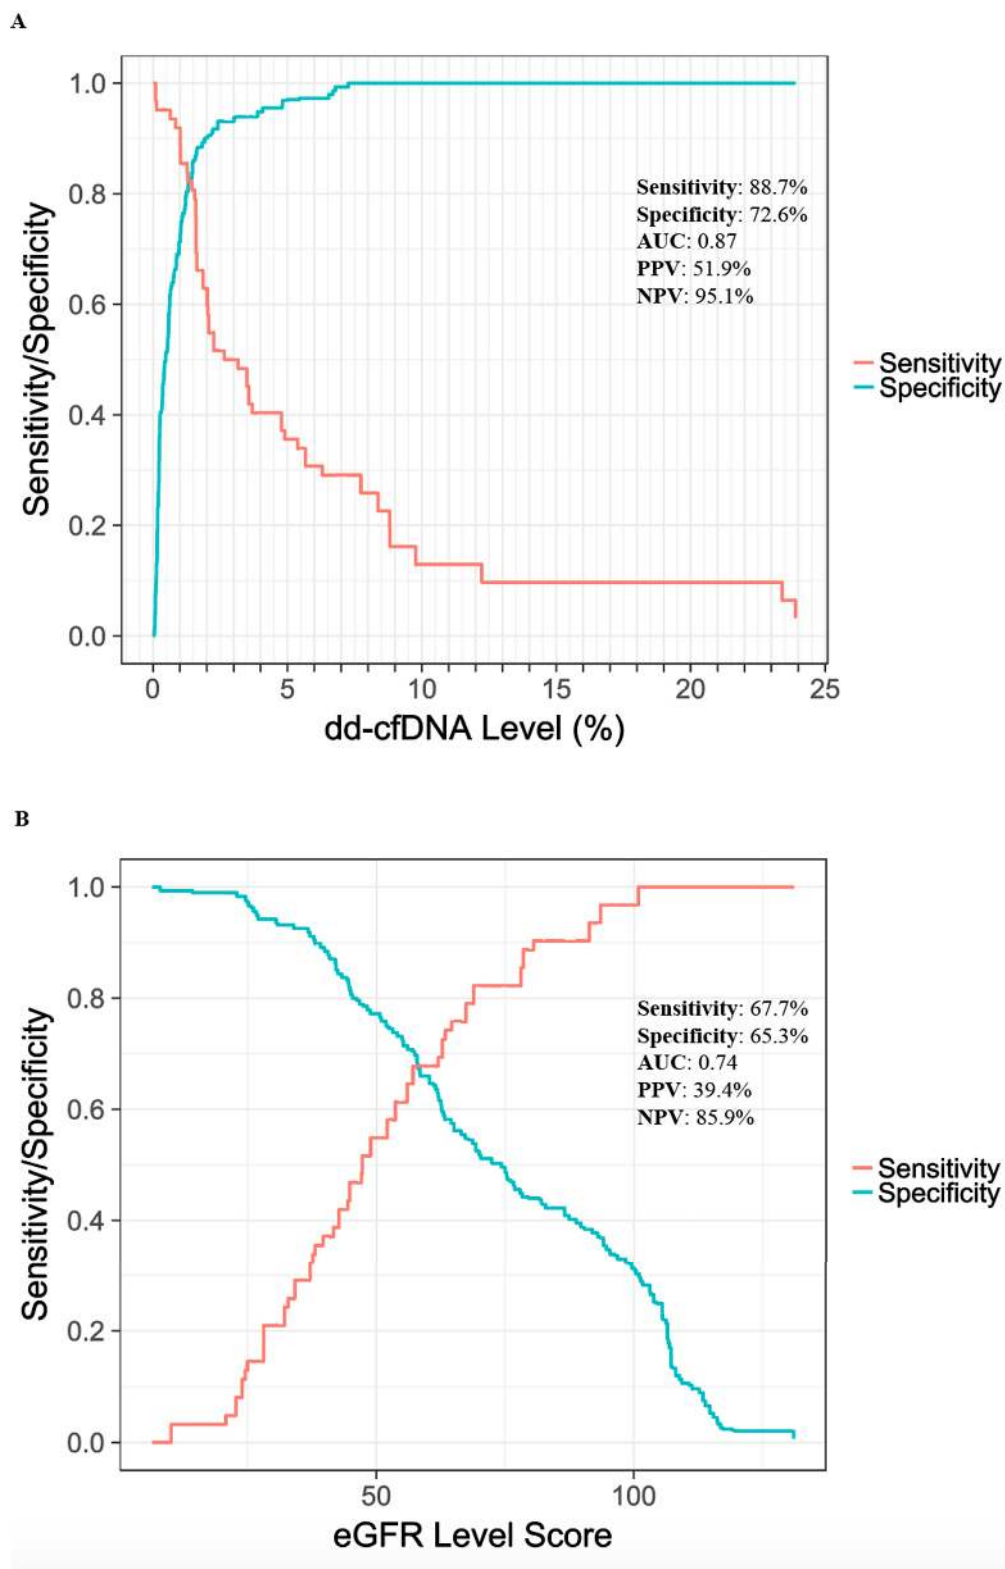 A
1.0
0.8
0.6
0.4
0.2
0.0
Sensitivity/Specificity
Sensitivity: 88.7%
Specificity: 72.6%
AUC: 0.87
PPV: 51.9%
NPV: 95.1%
Sensitivity
Specificity
0 5 10 15 20 25
dd-cfDNA Level (%)
B
1.0
0.8
0.6
0.4
0.2
0.0
Sensitivity/Specificity
Sensitivity: 67.7%
Specificity: 65.3%
AUC: 0.74
PPV: 39.4%
NPV: 85.9%
Sensitivity
Specificity
50 100
eGFR Level Score